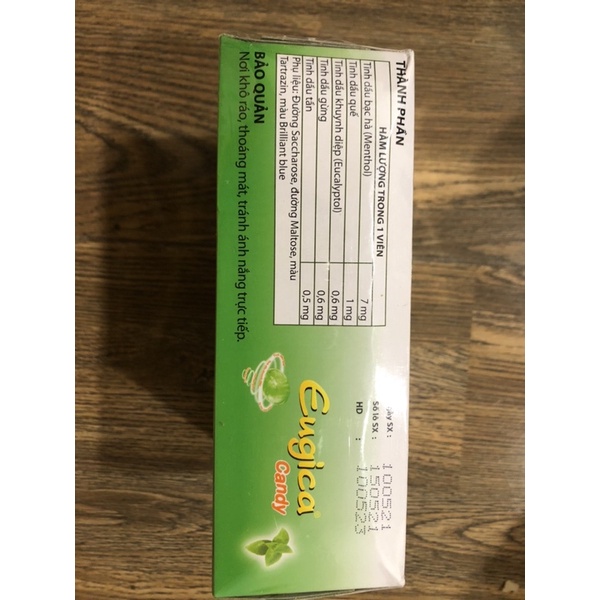 THÀNH PHẦN
HÀM LƯỢNG TRONG 1 VIÊN
Tinh dầu bạc hà (Menthol) 7 mg
Tinh dầu quế 1 mg
Tinh dầu khuynh diệp (Eucalyptol) 0,6 mg
Tinh dầu gừng 0,6 mg
Tinh dầu tần 0,5 mg
Phụ liệu: Đường Saccharose, đường Maltose, màu
Tartrazin, màu Brilliant blue
BẢO QUẢN
Nơi khô ráo, thoáng mát, tránh ánh nắng trực tiếp.
SX : 100521
Số lô SX : 150521
HD : 100523
Eugica
Candy